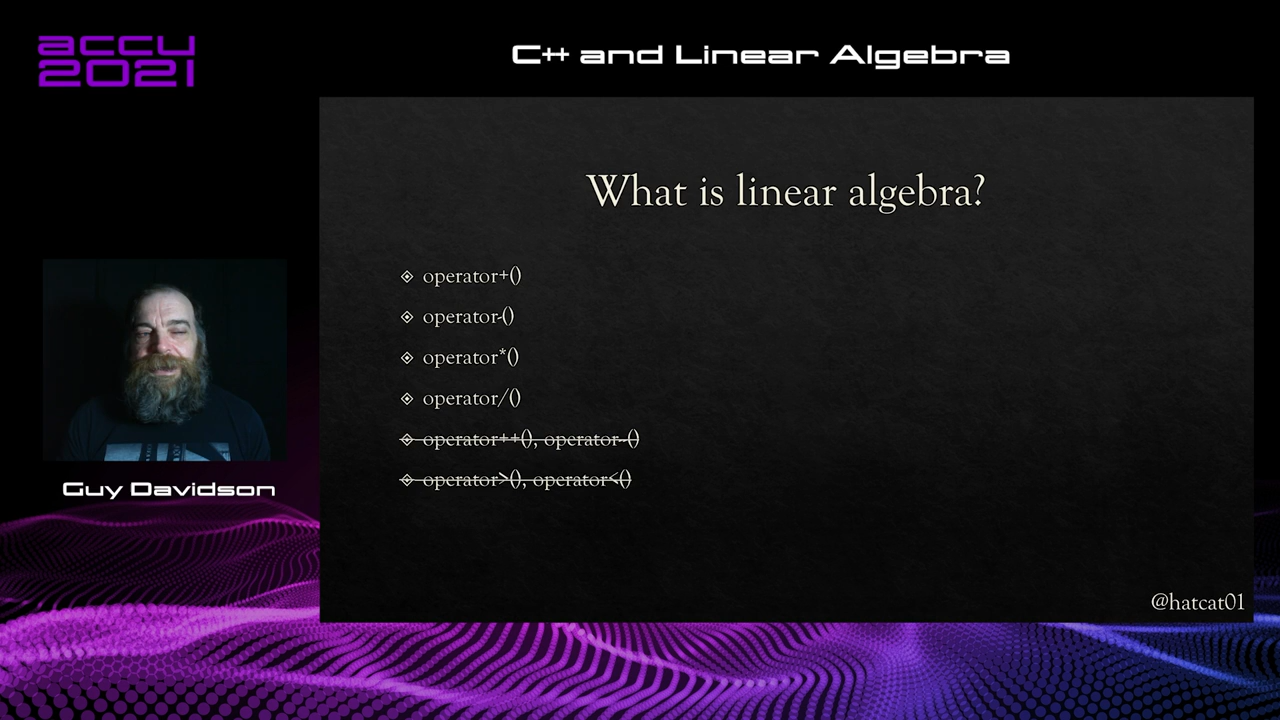 accu
2021
C++ and Linear Algebra
What is linear algebra?
operator+()
operator-()
operator*()
operator/()
operator++(), operator--()
operator>(), operator<()
Guy Davidson
@hatcat01